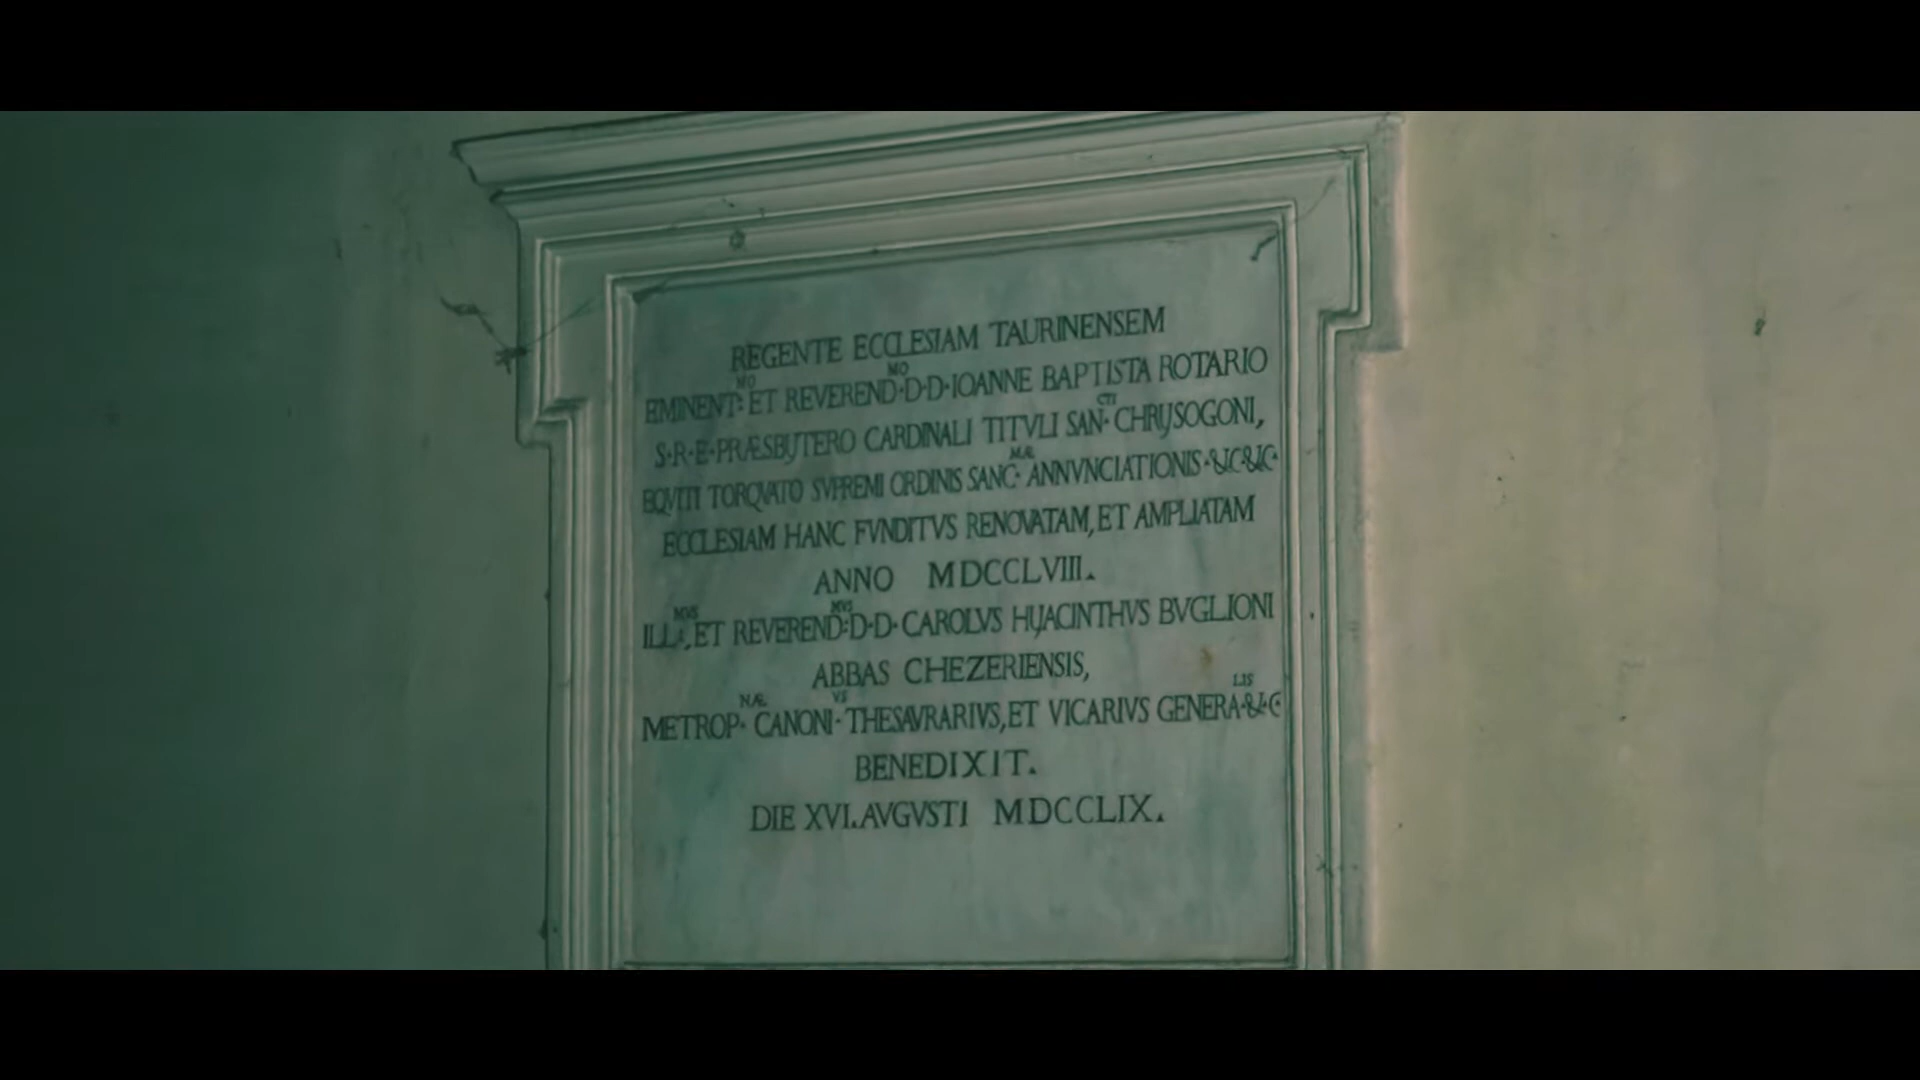 REGENTE ECCLESIAM TAURINENSEM
EMINENT:MO ET REVEREND·MO D·D·IOANNE BAPTISTA ROTARIO
S·R·E·PRÆSBYTERO CARDINALI TITVLI SAN·CTI CHRYSOGONI,
EQVITI TORQVATO SVPREMI ORDINIS SANC·MÆ ANNVNCIATIONIS·&C·&C·
ECCLESIAM HANC FVNDITVS RENOVATAM, ET AMPLIATAM
ANNO MDCCLVIII.
ILL:MVS, ET REVEREND:MVS D·D·CAROLVS HYACINTHVS BVGLIONI
ABBAS CHEZERIENSIS,
METROP·NÆ CANONI·VS THESAVRARIVS, ET VICARIVS GENERA·LIS &C·
BENEDIXIT.
DIE XVI. AVGVSTI MDCCLIX.